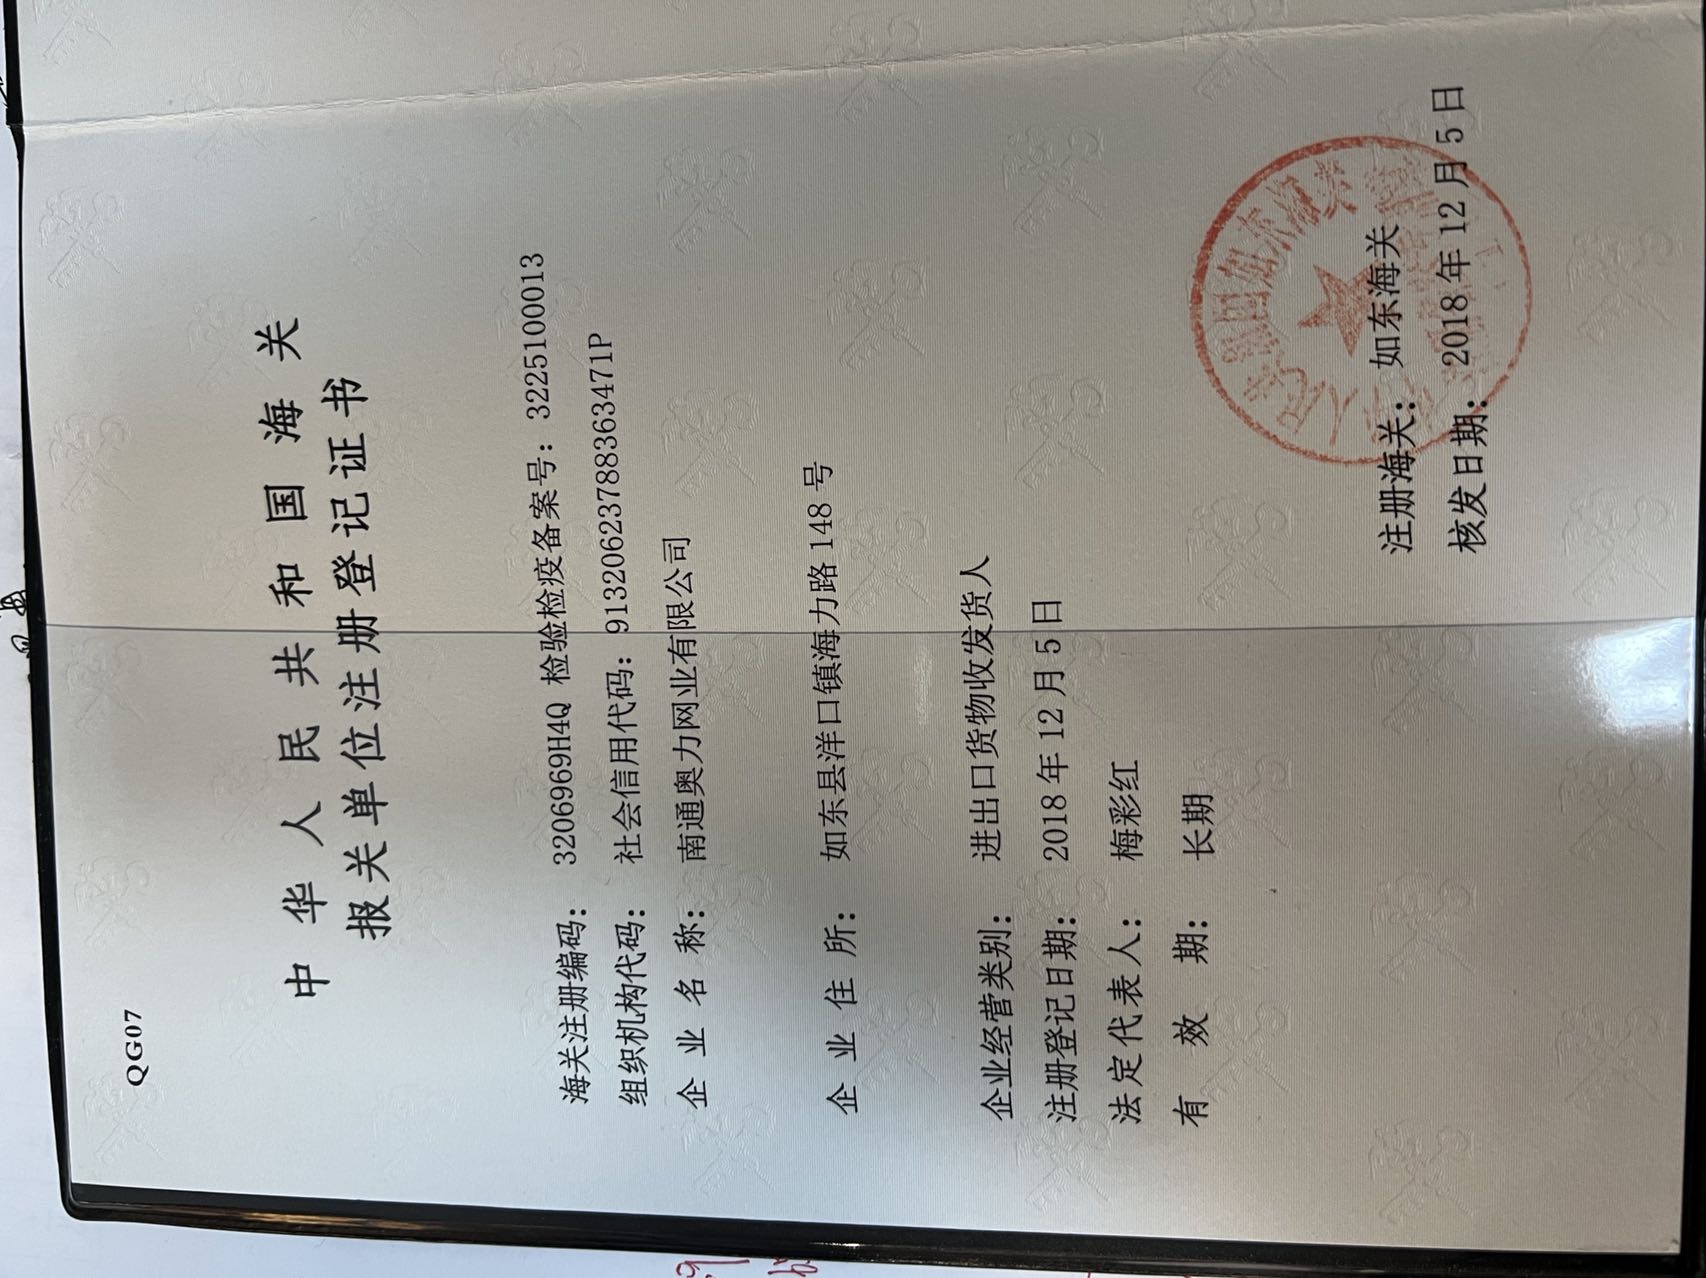 QG07
中华人民共和国海关
报关单位注册登记证书
海关注册编码：3206969H4Q 检验检疫备案号：3225100013
组织机构代码：社会信用代码：91320623788363471P
企业名称：南通奥力网业有限公司
企业住所：如东县洋口镇海力路148号
企业经营类别：进出口货物收发货人
注册登记日期：2018年12月5日
法定代表人：梅彩红
有效期：长期
注册海关：如东海关
核发日期：2018年12月5日